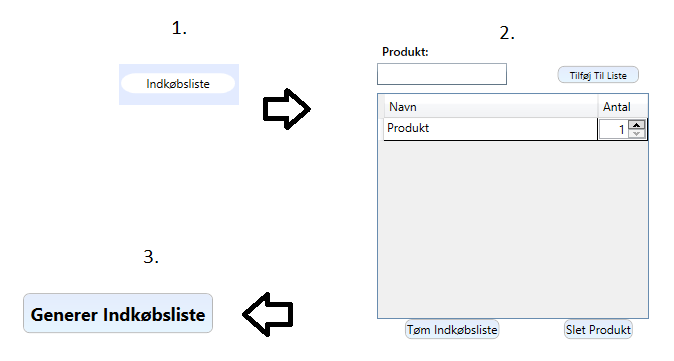 1.
Indkøbsliste
2.
Produkt:
Tilføj Til Liste
Navn Antal
Produkt 1
Tøm Indkøbsliste Slet Produkt
3.
Generer Indkøbsliste